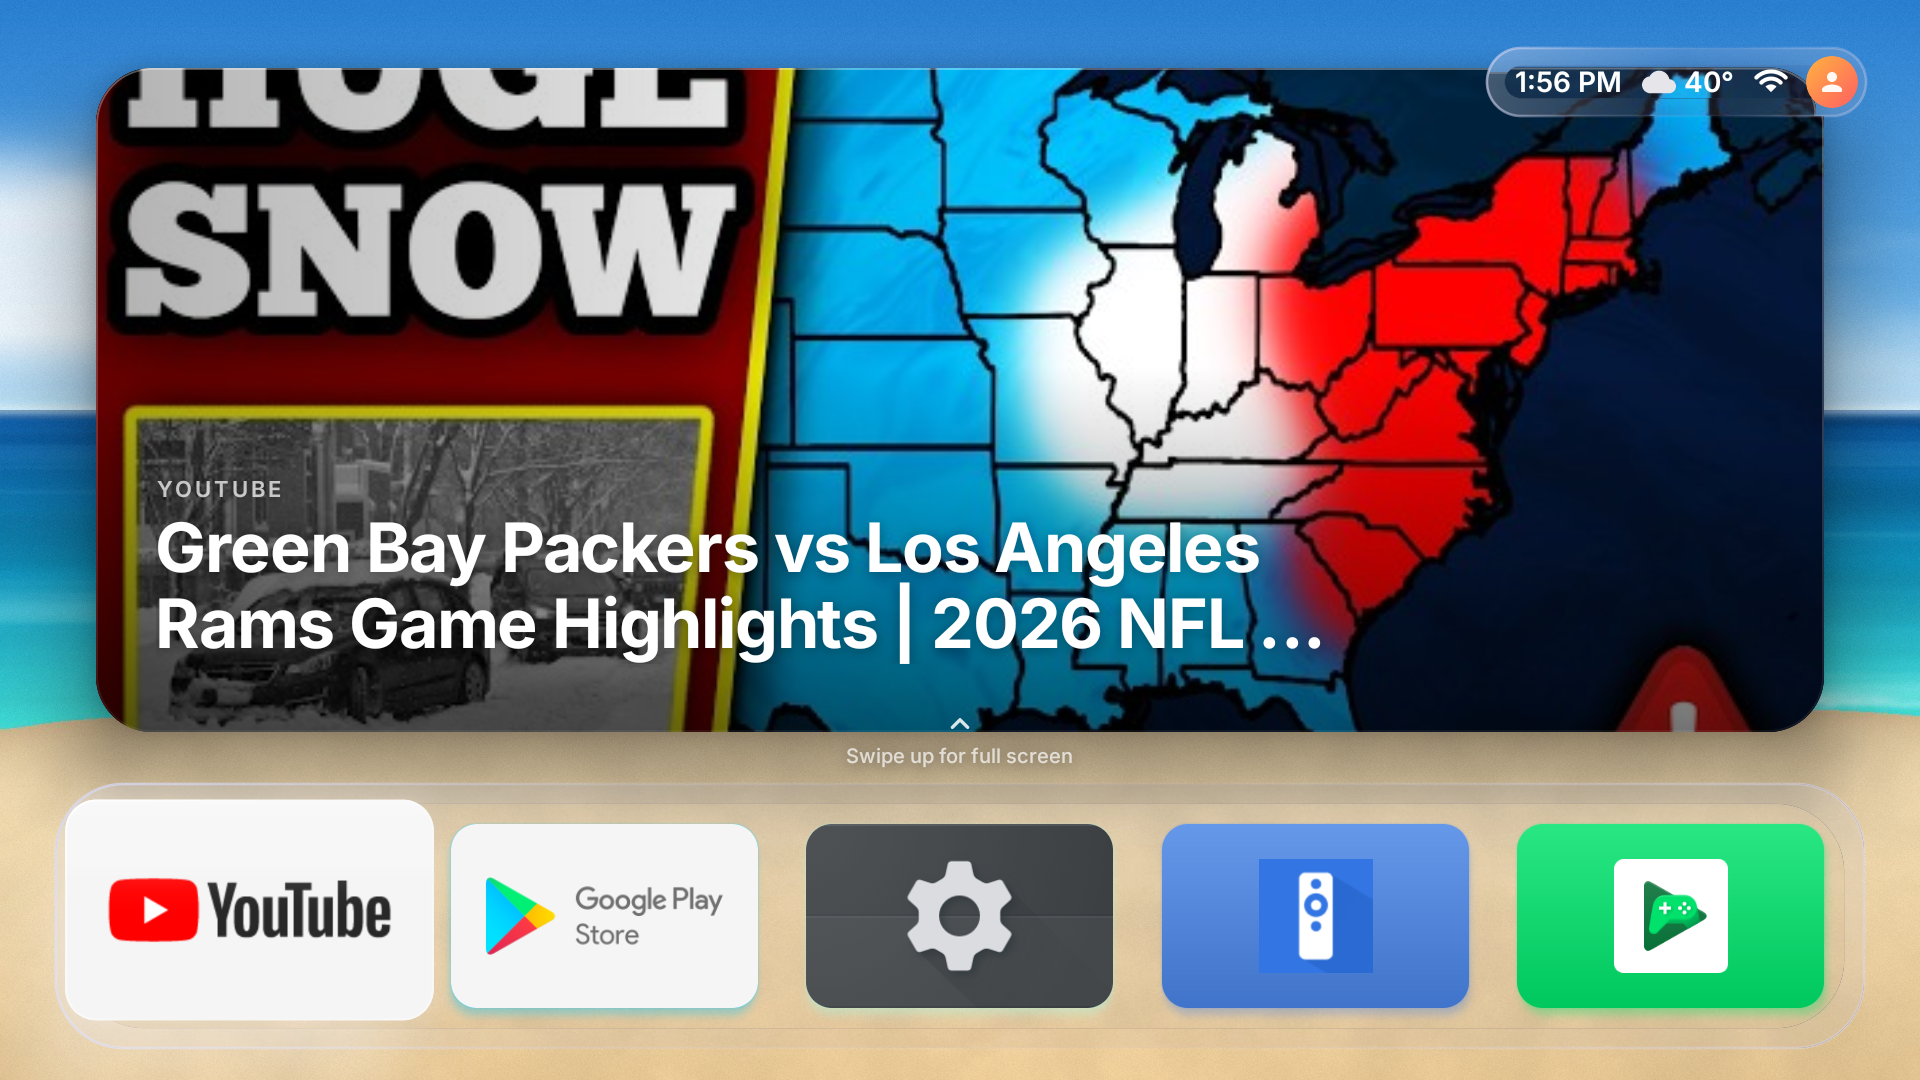 HUGE
SNOW
1:56 PM
40°
YOUTUBE
Green Bay Packers vs Los Angeles
Rams Game Highlights | 2026 NFL ...
Swipe up for full screen
YouTube
Google Play
Store